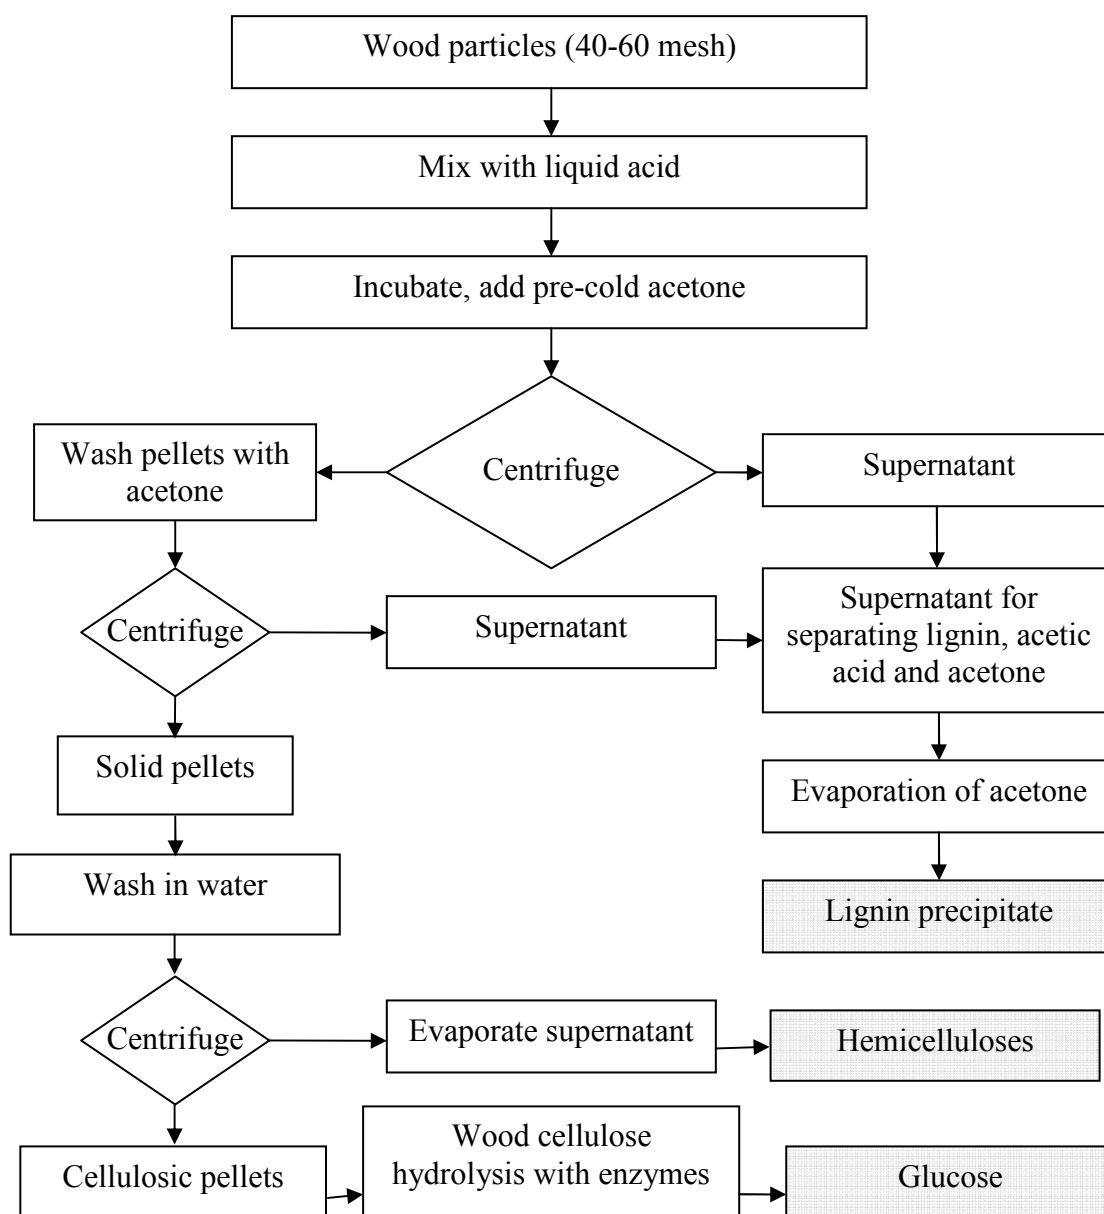 Wood particles (40-60 mesh)
Mix with liquid acid
Incubate, add pre-cold acetone
Centrifuge
Wash pellets with
acetone
Supernatant
Centrifuge
Supernatant
Supernatant for
separating lignin, acetic
acid and acetone
Solid pellets
Evaporation of acetone
Wash in water
Lignin precipitate
Centrifuge
Evaporate supernatant
Hemicelluloses
Cellulosic pellets
Wood cellulose
hydrolysis with enzymes
Glucose